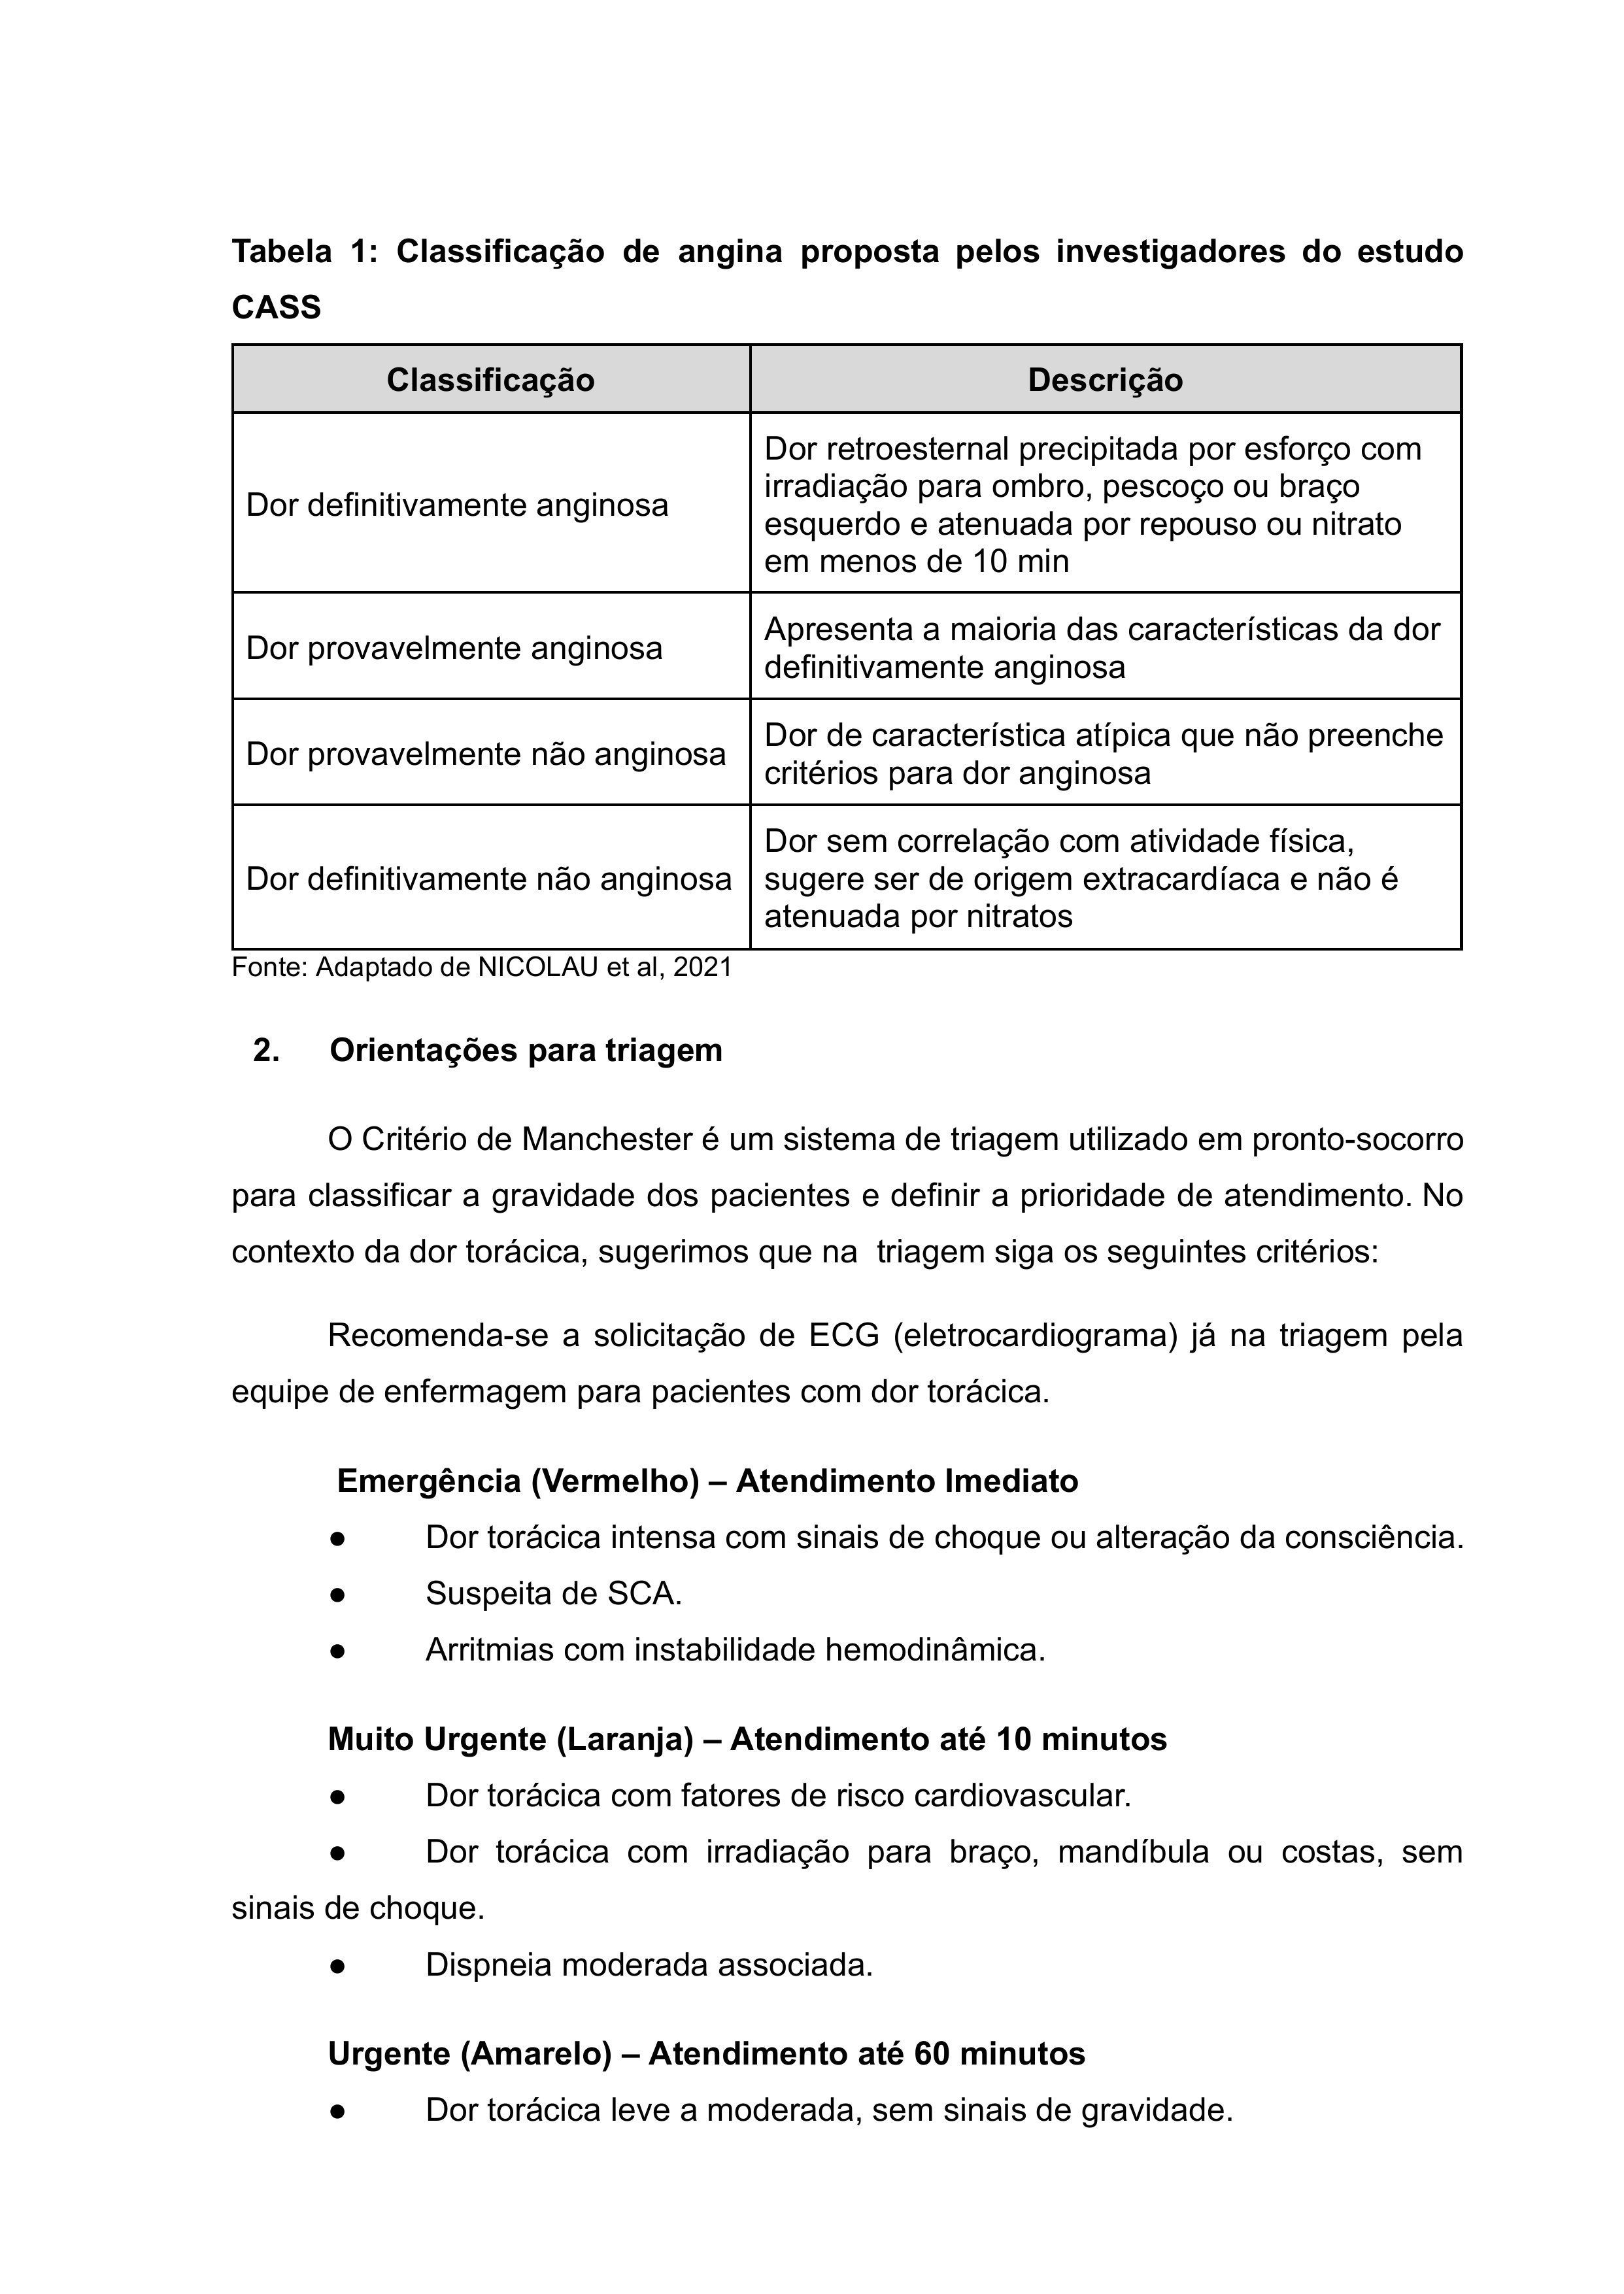 Tabela 1: Classificação de angina proposta pelos investigadores do estudo
CASS
Classificação
Descrição
Dor definitivamente anginosa
Dor retroesternal precipitada por esforço com
irradiação para ombro, pescoço ou braço
esquerdo e atenuada por repouso ou nitrato
em menos de 10 min
Dor provavelmente anginosa
Apresenta a maioria das características da dor
definitivamente anginosa
Dor provavelmente não anginosa
Dor de característica atípica que não preenche
critérios para dor anginosa
Dor definitivamente não anginosa
Dor sem correlação com atividade física,
sugere ser de origem extracardíaca e não é
atenuada por nitratos
Fonte: Adaptado de NICOLAU et al, 2021
2. Orientações para triagem
O Critério de Manchester é um sistema de triagem utilizado em pronto-socorro
para classificar a gravidade dos pacientes e definir a prioridade de atendimento. No
contexto da dor torácica, sugerimos que na triagem siga os seguintes critérios:
Recomenda-se a solicitação de ECG (eletrocardiograma) já na triagem pela
equipe de enfermagem para pacientes com dor torácica.
Emergência (Vermelho) – Atendimento Imediato
● Dor torácica intensa com sinais de choque ou alteração da consciência.
● Suspeita de SCA.
● Arritmias com instabilidade hemodinâmica.
Muito Urgente (Laranja) – Atendimento até 10 minutos
● Dor torácica com fatores de risco cardiovascular.
● Dor torácica com irradiação para braço, mandíbula ou costas, sem
sinais de choque.
● Dispneia moderada associada.
Urgente (Amarelo) – Atendimento até 60 minutos
● Dor torácica leve a moderada, sem sinais de gravidade.